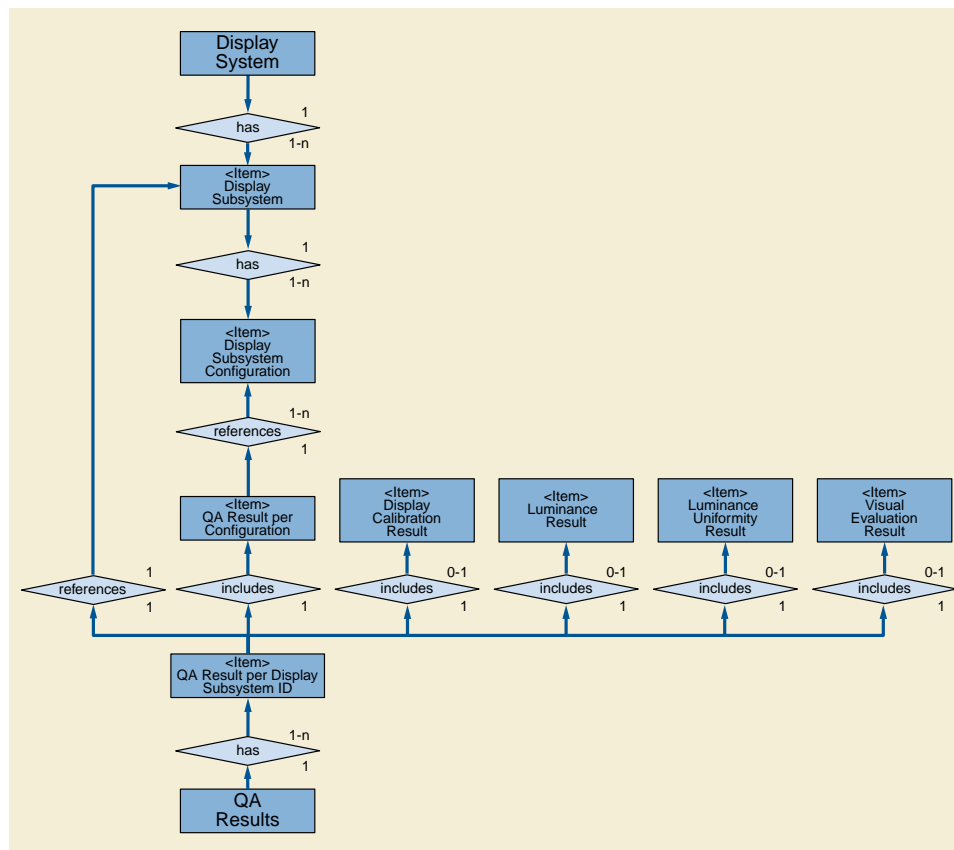 Display
System
1
has
1-n
<Item>
Display
Subsystem
1
has
1-n
<Item>
Display
Subsystem
Configuration
1-n
references
1
<Item>
QA Result per
Configuration
<Item>
Display
Calibration
Result
<Item>
Luminance
Result
<Item>
Luminance
Uniformity
Result
<Item>
Visual
Evaluation
Result
1
references
1
1
includes
1
0-1
includes
1
0-1
includes
1
0-1
includes
1
0-1
includes
1
<Item>
QA Result per Display
Subsystem ID
1-n
has
1
QA
Results